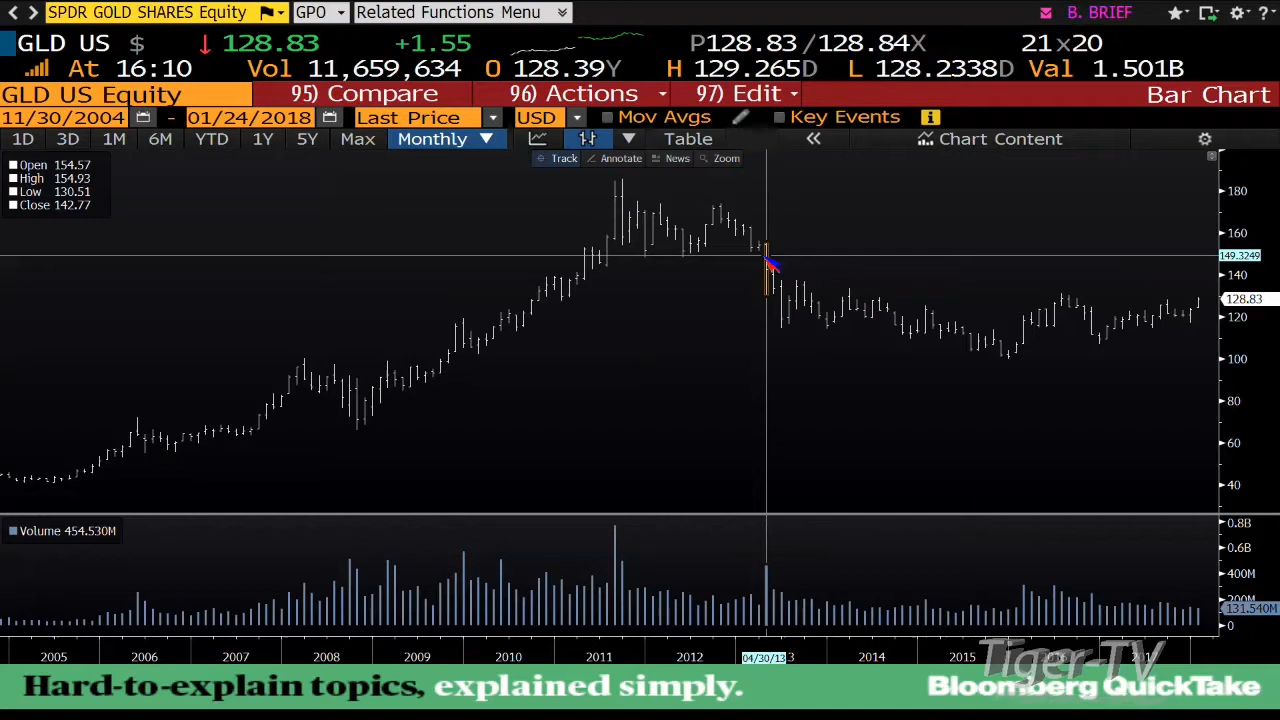 SPDR GOLD SHARES Equity GPO Related Functions Menu B. BRIEF ?
GLD US $ ↓ 128.83 +1.55 P128.83 / 128.84X 21x20
At 16:10 Vol 11,659,634 O 128.39Y H 129.265D L 128.2338D Val 1.501B
GLD US Equity 95) Compare 96) Actions 97) Edit Bar Chart
11/30/2004 - 01/24/2018 Last Price USD Mov Avgs Key Events i
1D 3D 1M 6M YTD 1Y 5Y Max Monthly ▼ Table « Chart Content
Track Annotate News Zoom
Open 154.57
High 154.93
Low 130.51
Close 142.77
180
160
149.3249
140
128.83
120
100
80
60
40
Volume 454.530M
0.8B
0.6B
400M
200M
131.540M
0
2005 2006 2007 2008 2009 2010 2011 2012 04/30/13 3 2014 2015 2016 201
Tiger-TV
Hard-to-explain topics, explained simply. Bloomberg QuickTake